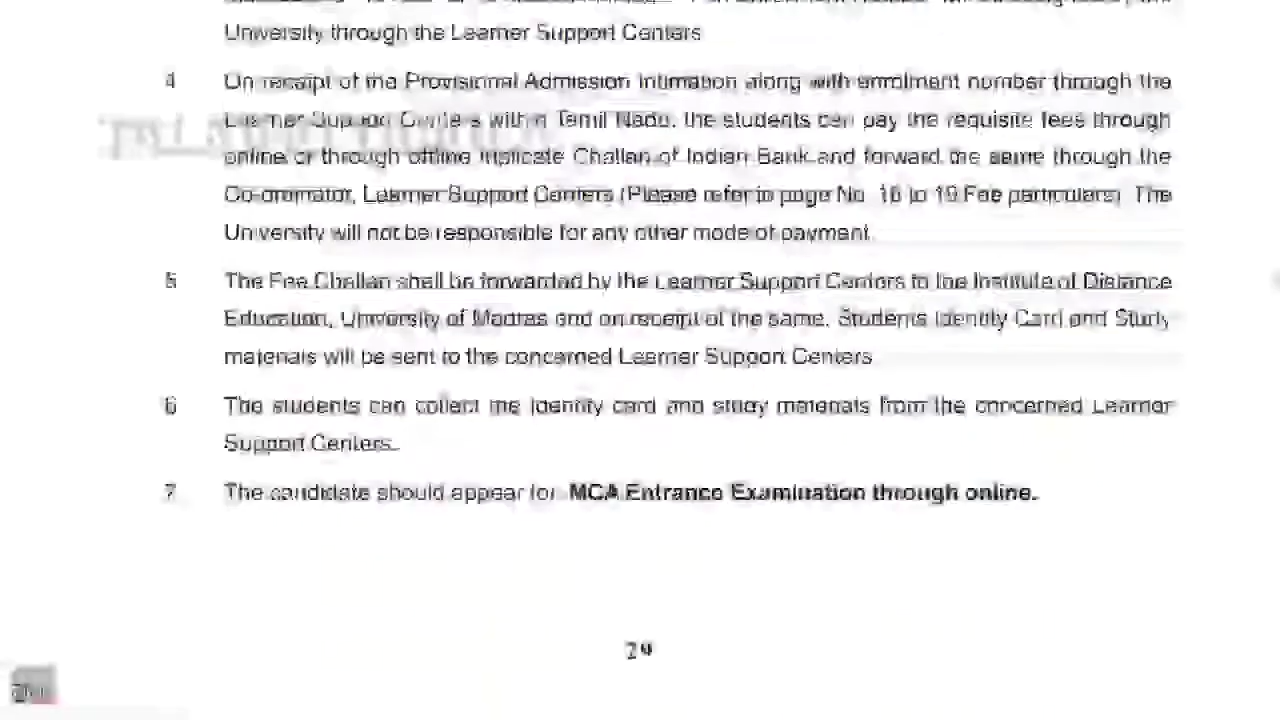 University through the Learner Support Centers
4 On receipt of the Provisional Admission Intimation along with enrolment number through the
Learner Support Centers within Tamil Nadu, the students can pay the requisite fees through
online or through offline triplicate Challan of Indian Bank and forward the same through the
Co-ordinator, Learner Support Centers (Please refer to page No. 16 to 19 Fee particulars). The
University will not be responsible for any other mode of payment.
5 The Fee Challan shall be forwarded by the Learner Support Centers to the Institute of Distance
Education, University of Madras and on receipt of the same, Students Identity Card and Study
materials will be sent to the concerned Learner Support Centers
6 The students can collect the Identity card and study materials from the concerned Learner
Support Centers.
7 The candidate should appear for MCA Entrance Examination through online.
29